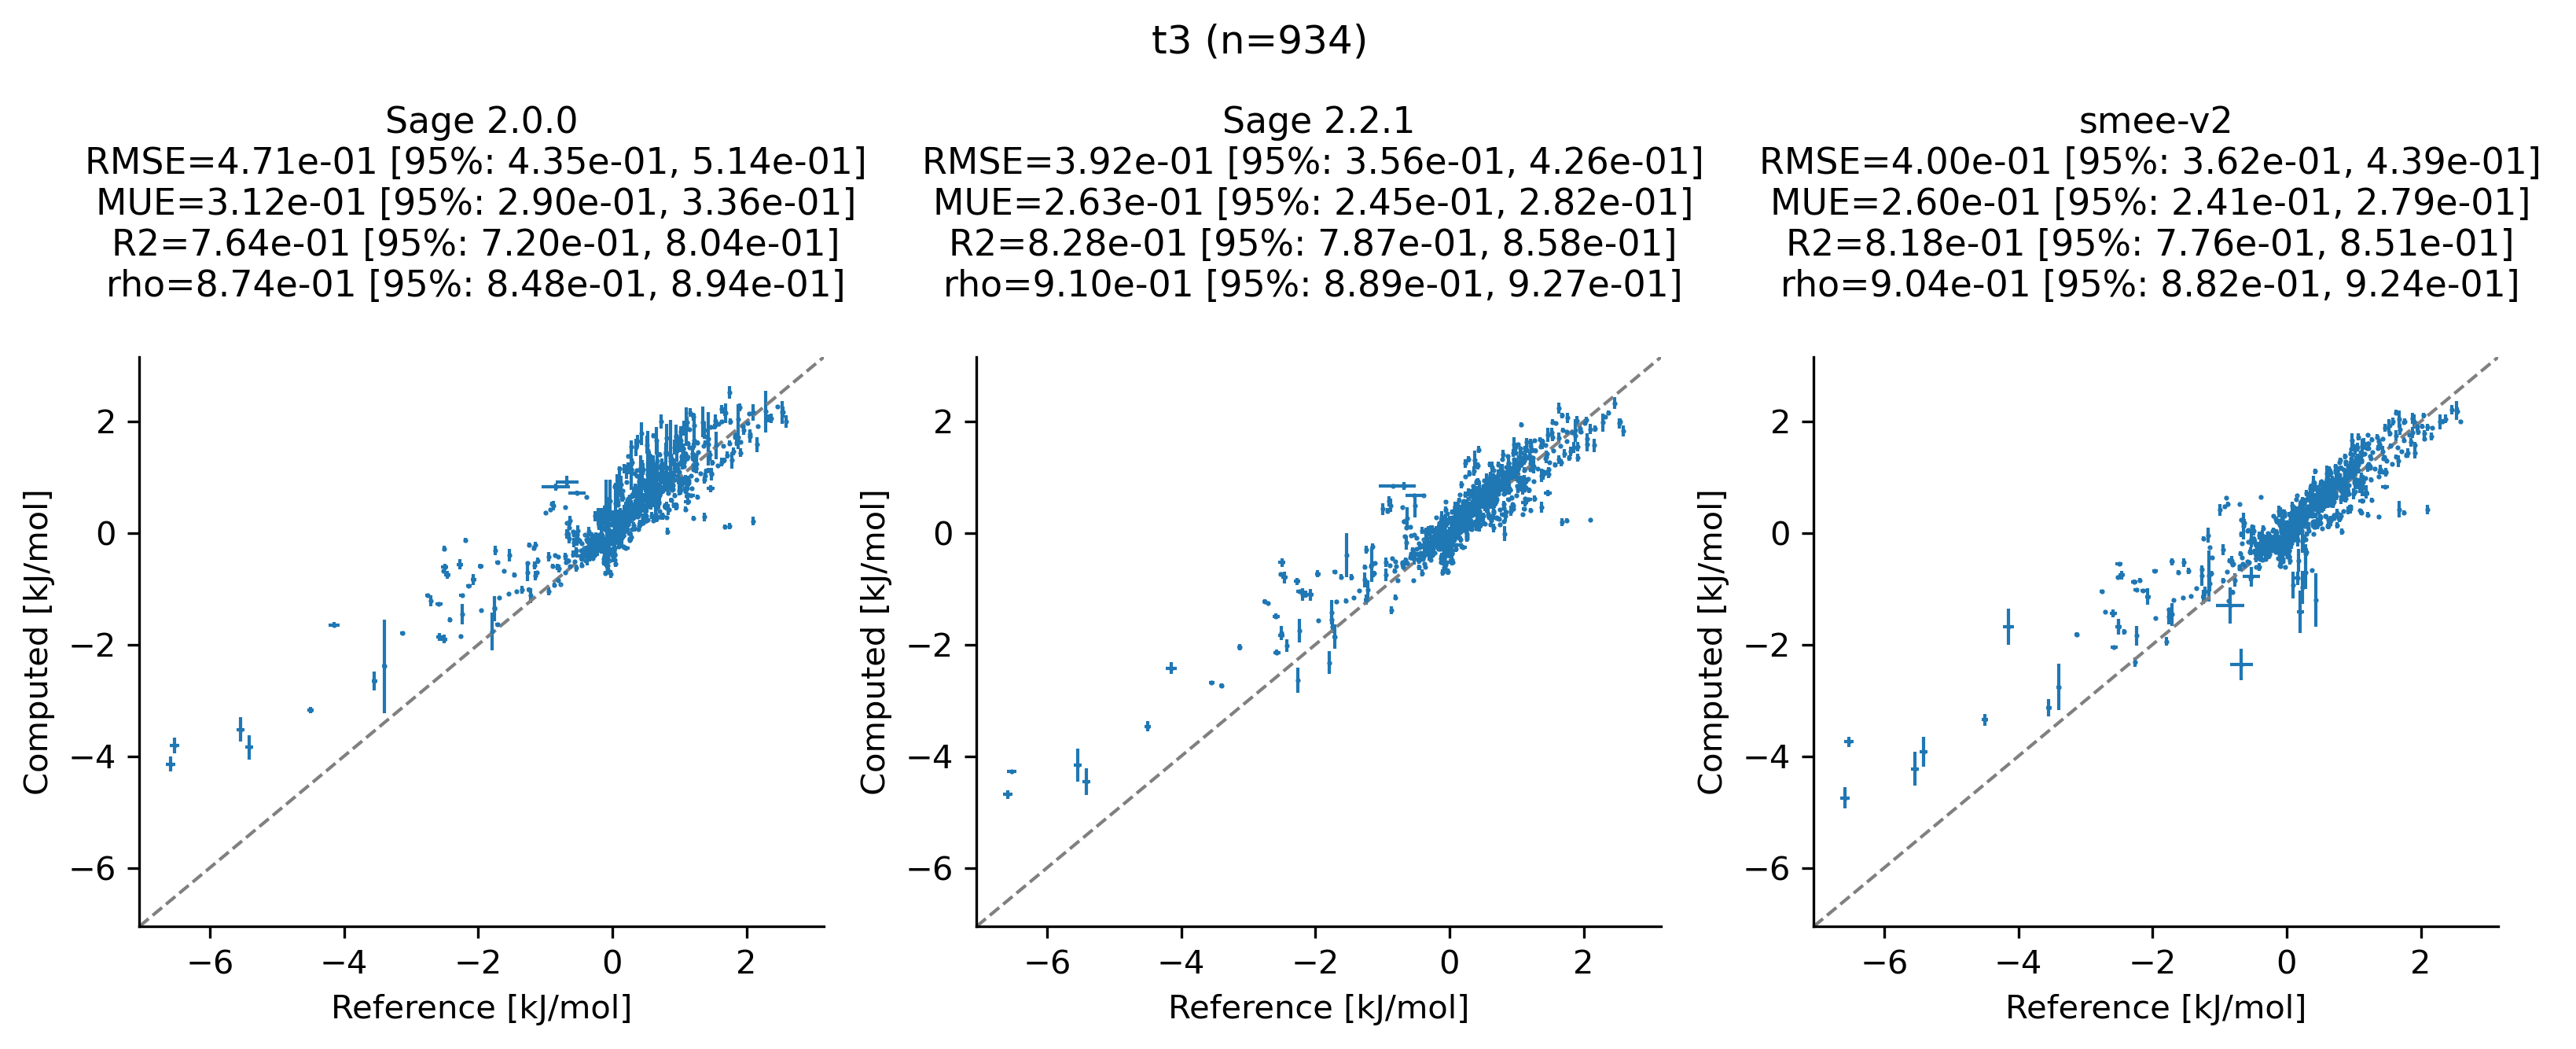 t3 (n=934)
Sage 2.0.0
RMSE=4.71e-01 [95%: 4.35e-01, 5.14e-01]
MUE=3.12e-01 [95%: 2.90e-01, 3.36e-01]
R2=7.64e-01 [95%: 7.20e-01, 8.04e-01]
rho=8.74e-01 [95%: 8.48e-01, 8.94e-01]
2
0
−2
−4
−6
Computed [kJ/mol]
−6 −4 −2 0 2
Reference [kJ/mol]
Sage 2.2.1
RMSE=3.92e-01 [95%: 3.56e-01, 4.26e-01]
MUE=2.63e-01 [95%: 2.45e-01, 2.82e-01]
R2=8.28e-01 [95%: 7.87e-01, 8.58e-01]
rho=9.10e-01 [95%: 8.89e-01, 9.27e-01]
2
0
−2
−4
−6
Computed [kJ/mol]
−6 −4 −2 0 2
Reference [kJ/mol]
smee-v2
RMSE=4.00e-01 [95%: 3.62e-01, 4.39e-01]
MUE=2.60e-01 [95%: 2.41e-01, 2.79e-01]
R2=8.18e-01 [95%: 7.76e-01, 8.51e-01]
rho=9.04e-01 [95%: 8.82e-01, 9.24e-01]
2
0
−2
−4
−6
Computed [kJ/mol]
−6 −4 −2 0 2
Reference [kJ/mol]